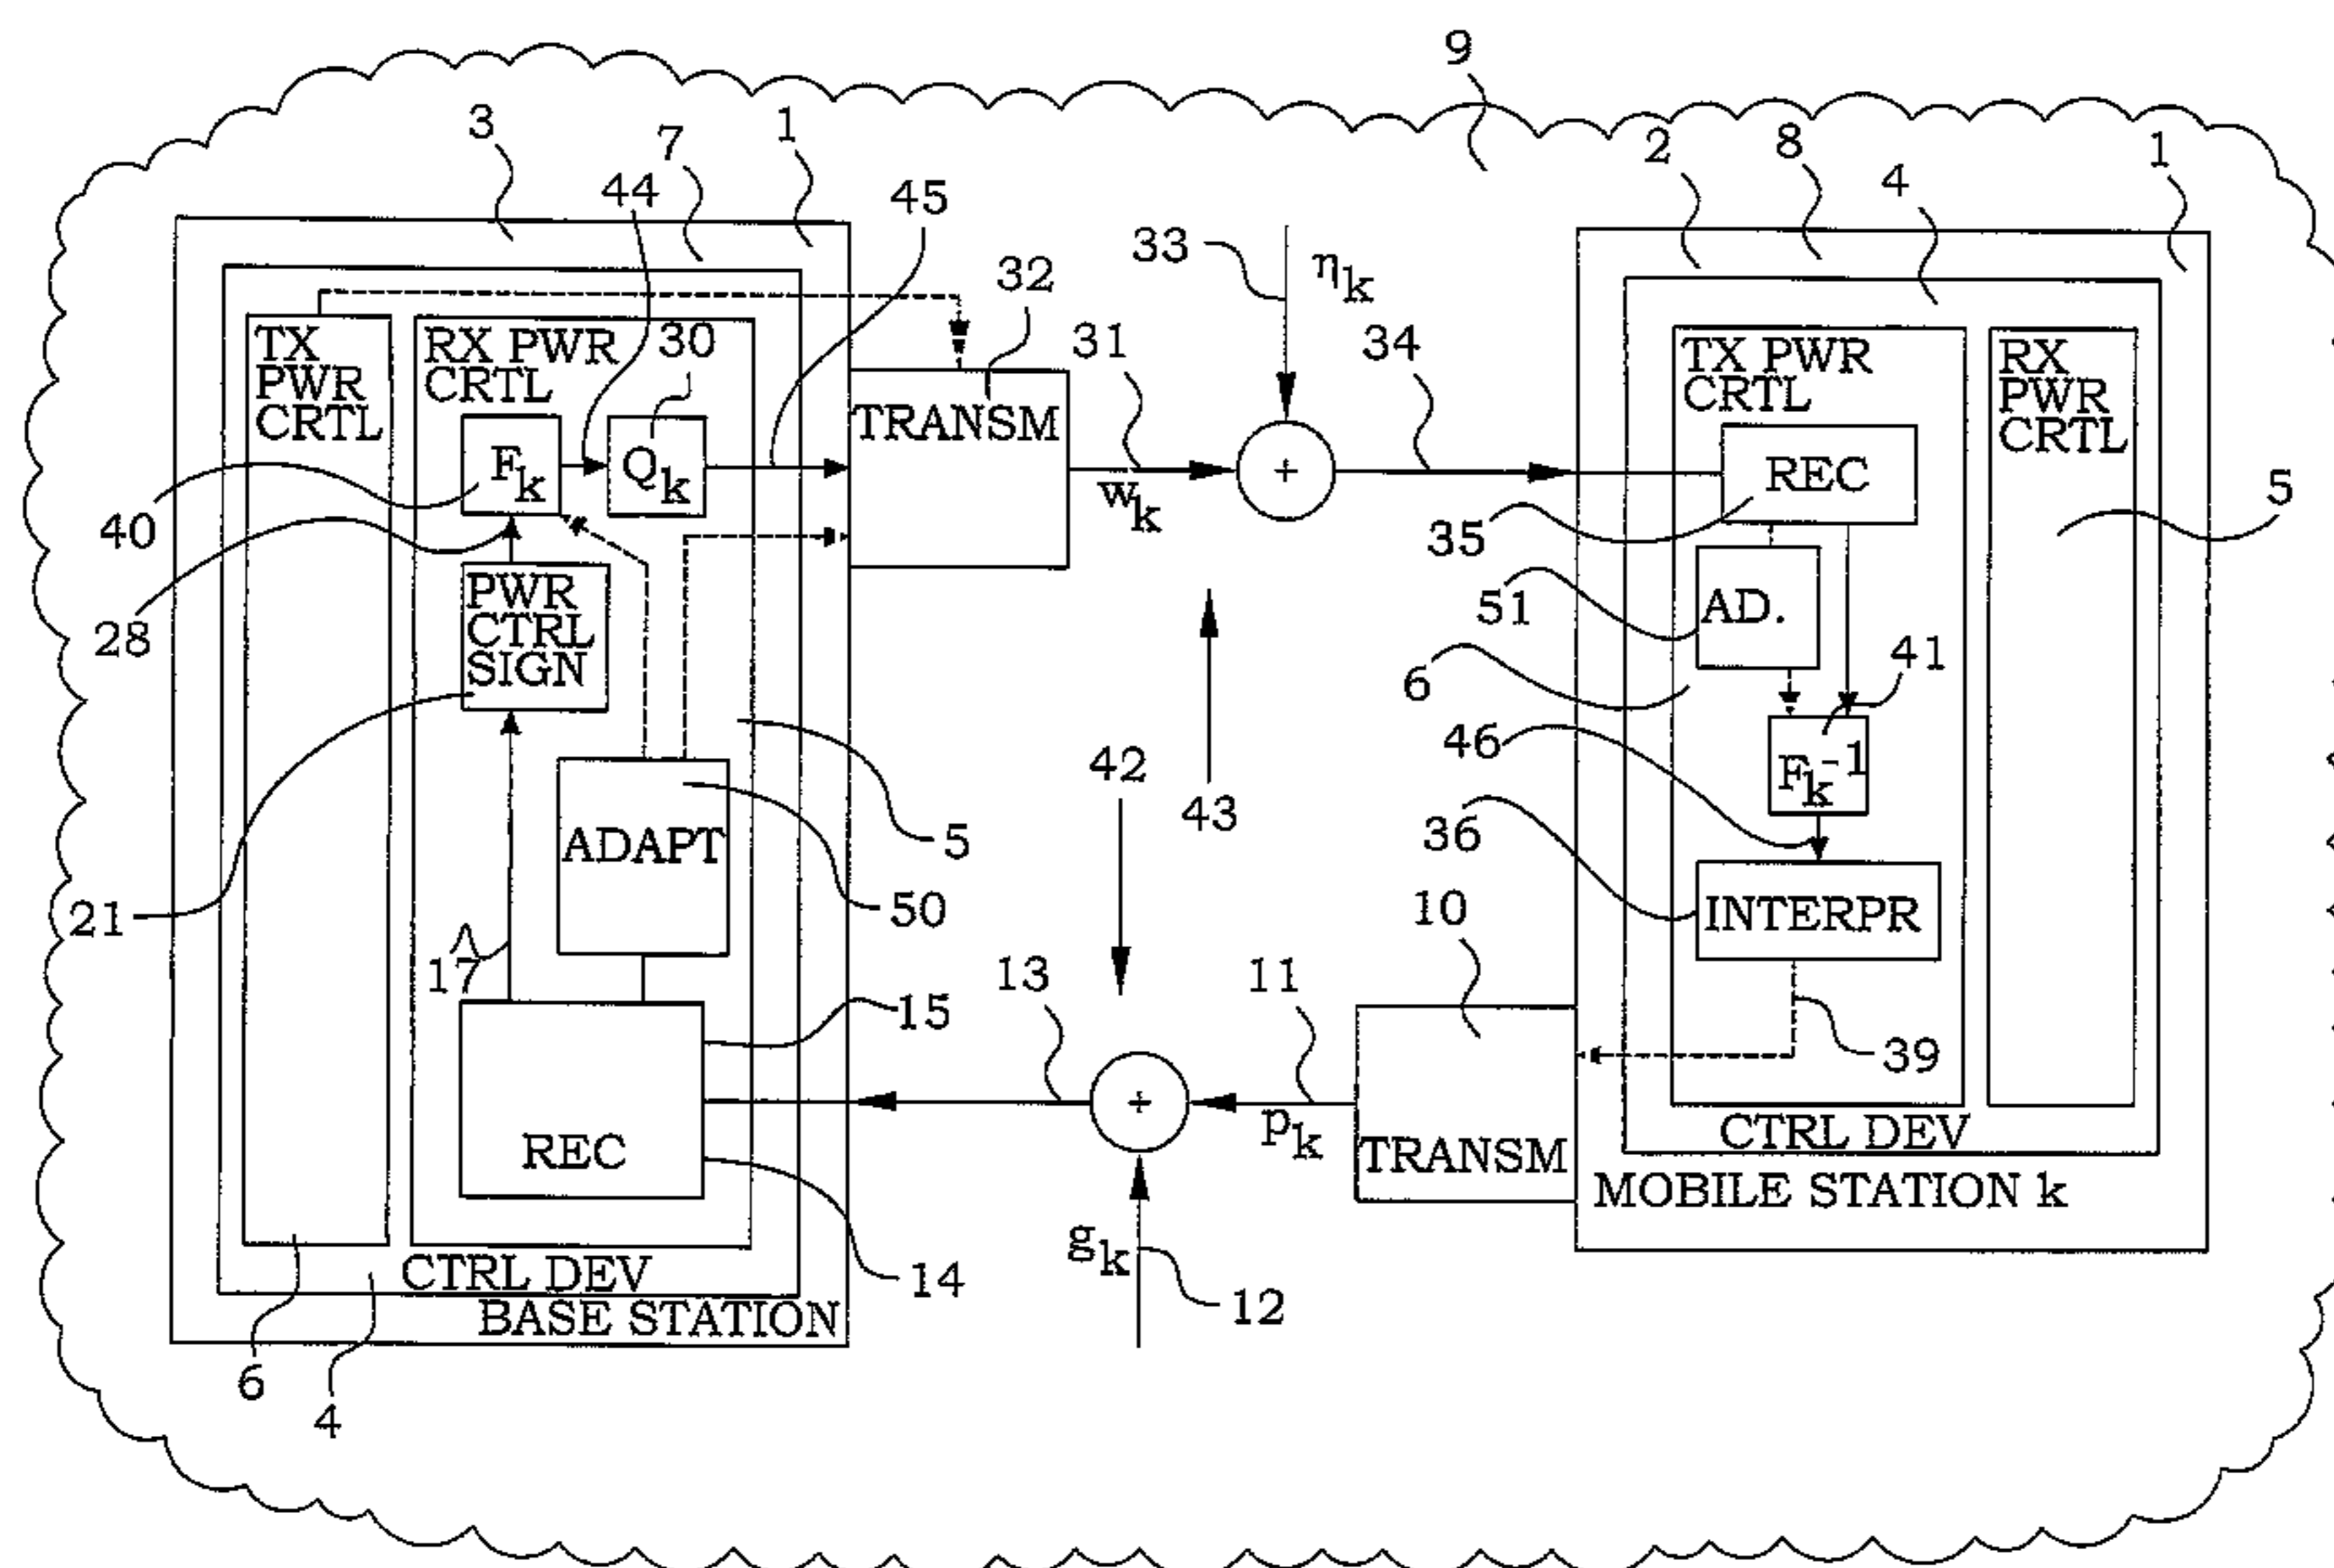 9
3
7
1
2
8
4
1
44
45
33
ηk
32
34
31
30
TX
PWR
CRTL
RX PWR
CRTL
TX PWR
CRTL
RX
PWR
CRTL
Fk
Qk
TRANSM
wk
REC
5
40
35
28
PWR
CTRL
SIGN
51
AD.
6
41
46
42
43
Fk-1
36
5
ADAPT
21
50
10
INTERPR
17
13
11
15
39
REC
+
+
pk
TRANSM
CTRL DEV
MOBILE STATION k
gk
CTRL DEV
14
BASE STATION
12
6
4